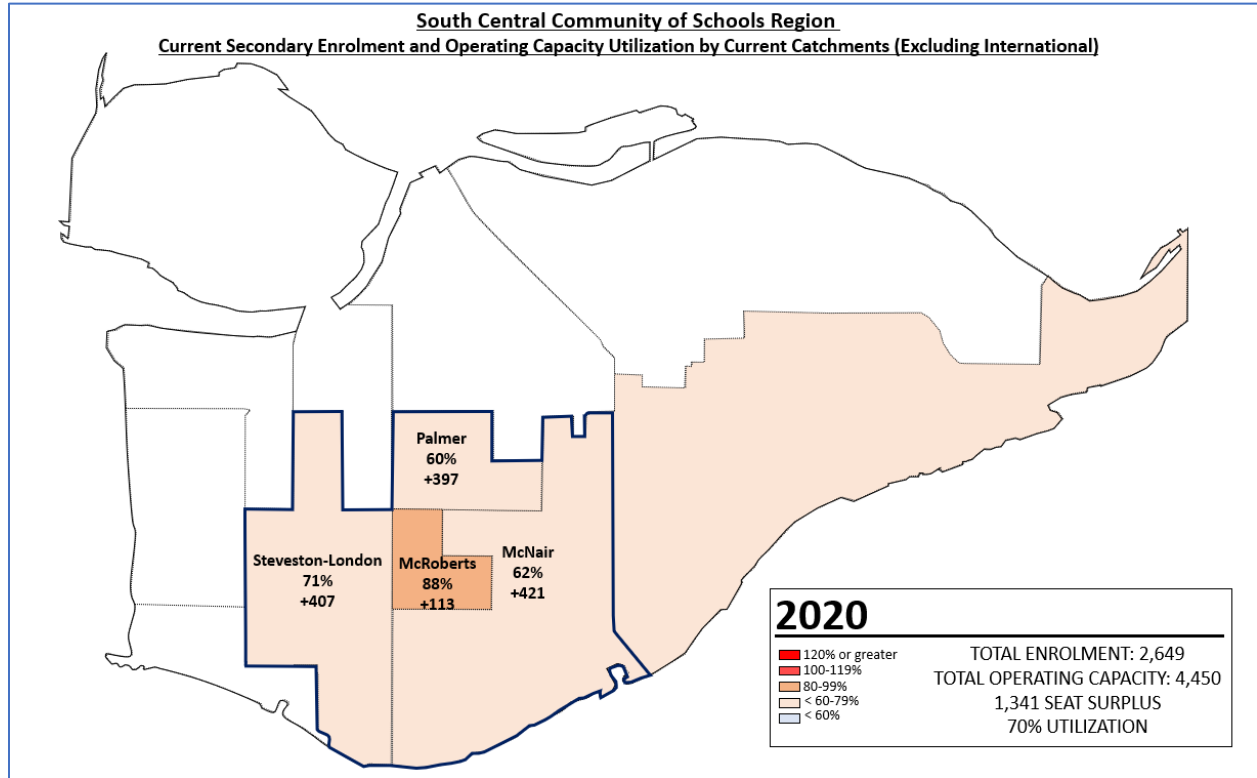 South Central Community of Schools Region
Current Secondary Enrolment and Operating Capacity Utilization by Current Catchments (Excluding International)
Palmer
60%
+397
Steveston-London
71%
+407
McRoberts
88%
+113
McNair
62%
+421
2020
120% or greater
100-119%
80-99%
< 60-79%
< 60%
TOTAL ENROLMENT: 2,649
TOTAL OPERATING CAPACITY: 4,450
1,341 SEAT SURPLUS
70% UTILIZATION